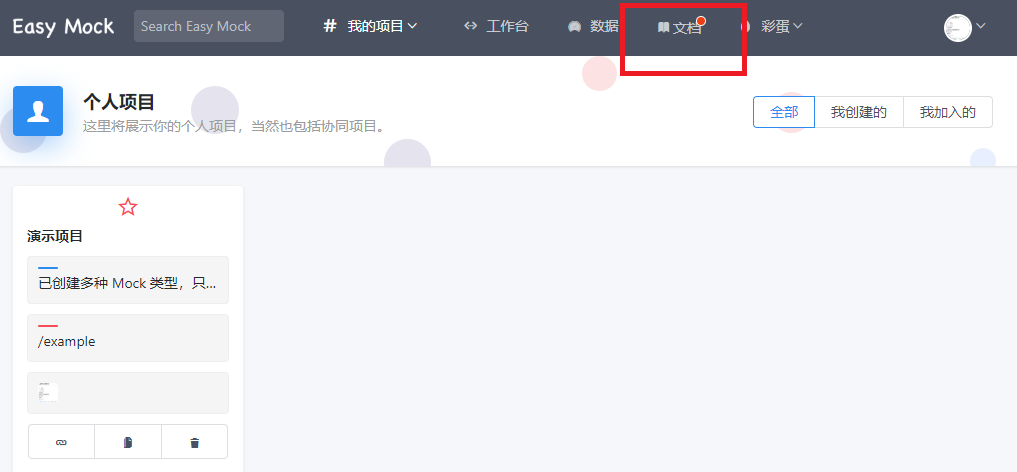 Easy Mock Search Easy Mock # 我的项目 工作台 数据 文档 彩蛋
个人项目
这里将展示你的个人项目，当然也包括协同项目。
全部 我创建的 我加入的
演示项目
已创建多种 Mock 类型，只...
/example